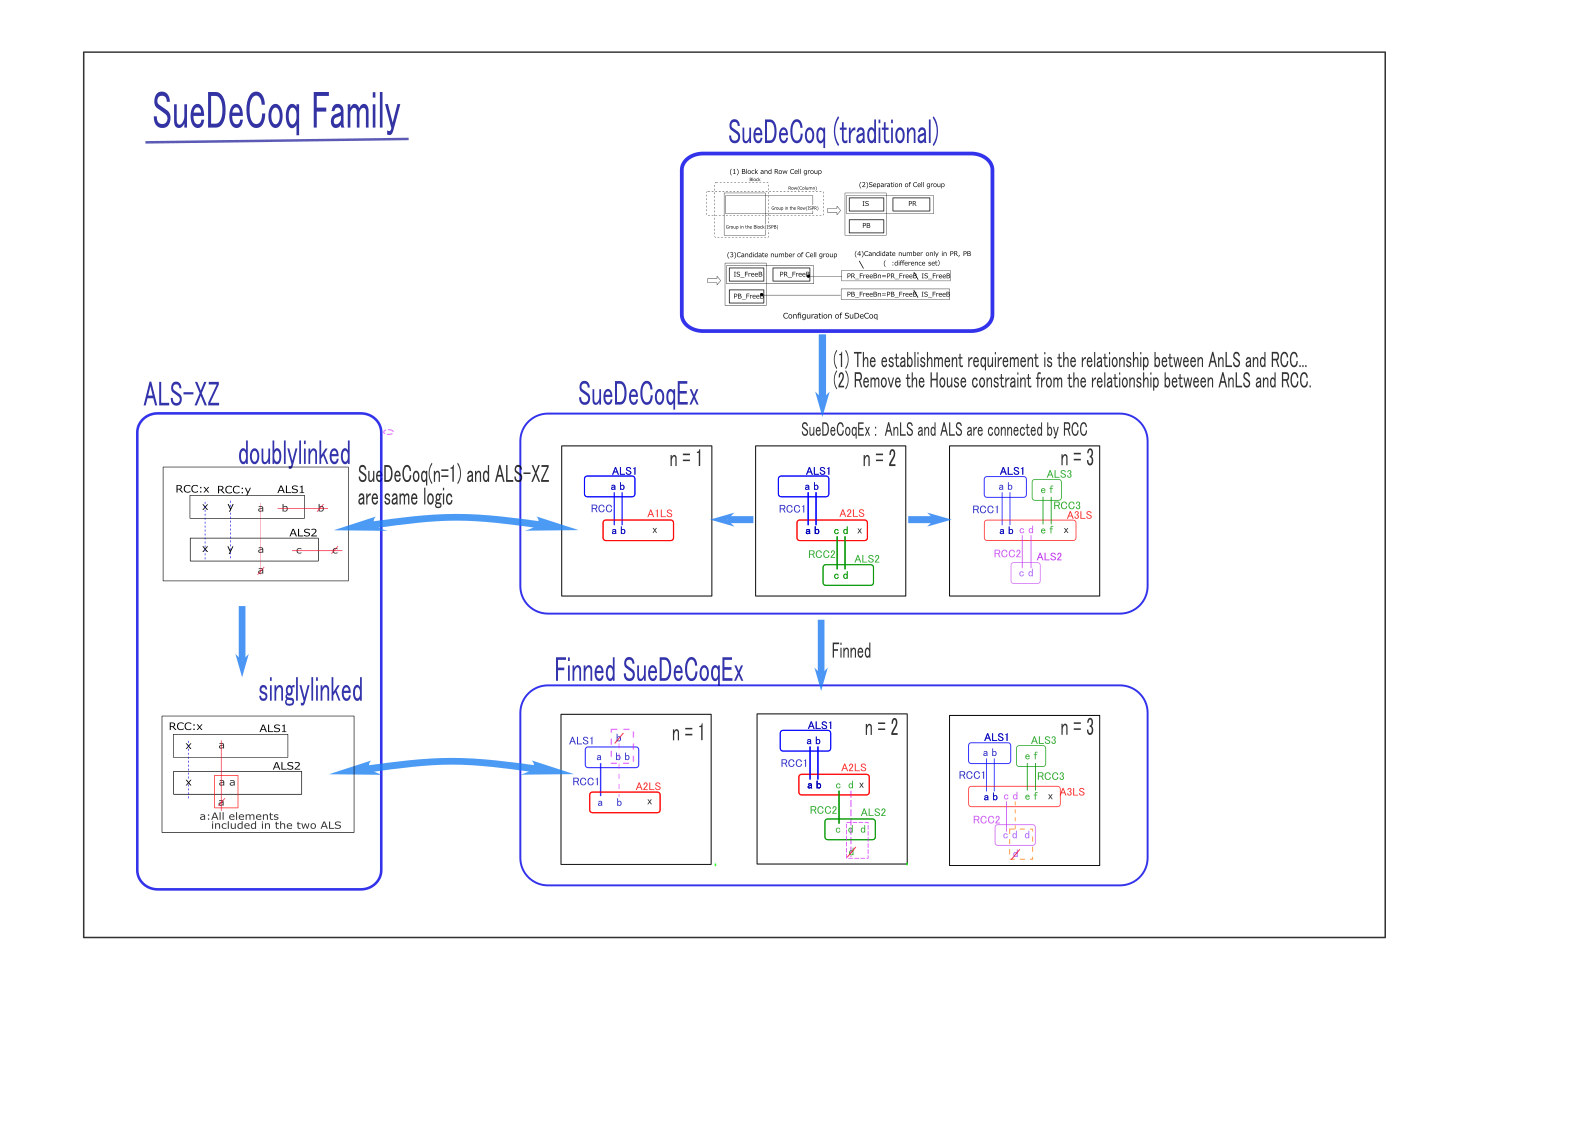 SueDeCoq Family
SueDeCoq (traditional)
(1) Block and Row Cell group
Block
Row(Column)
Group in the Row(ISPR)
Group in the Block(ISPB)
(2)Separation of Cell group
IS
PR
PB
(3)Candidate number of Cell group
IS_FreeB
PR_FreeB
PB_FreeB
(4)Candidate number only in PR, PB
( :difference set)
PR_FreeBn=PR_FreeB\ IS_FreeB
PB_FreeBn=PB_FreeB\ IS_FreeB
Configuration of SuDeCoq
(1) The establishment requirement is the relationship between AnLS and RCC...
(2) Remove the House constraint from the relationship between AnLS and RCC.
ALS-XZ
doublylinked
RCC:x RCC:y ALS1
x y a b b
ALS2
x y a c c
a
SueDeCoq(n=1) and ALS-XZ
are same logic
singlylinked
RCC:x ALS1
x a
ALS2
x a a
a
a:All elements
included in the two ALS
SueDeCoqEx
SueDeCoqEx : AnLS and ALS are connected by RCC
n = 1
ALS1
a b
RCC
A1LS
a b x
n = 2
ALS1
a b
RCC1
A2LS
a b c d x
RCC2
ALS2
c d
n = 3
ALS1
a b
ALS3
e f
RCC1
RCC3
A3LS
a b c d e f x
RCC2
ALS2
c d
Finned
Finned SueDeCoqEx
n = 1
b
ALS1
a b b
RCC1
A2LS
a b x
n = 2
ALS1
a b
RCC1
A2LS
a b c d x
RCC2
ALS2
c d d
n = 3
ALS1
a b
ALS3
e f
RCC1
RCC3
A3LS
a b c d e f x
RCC2
c d d